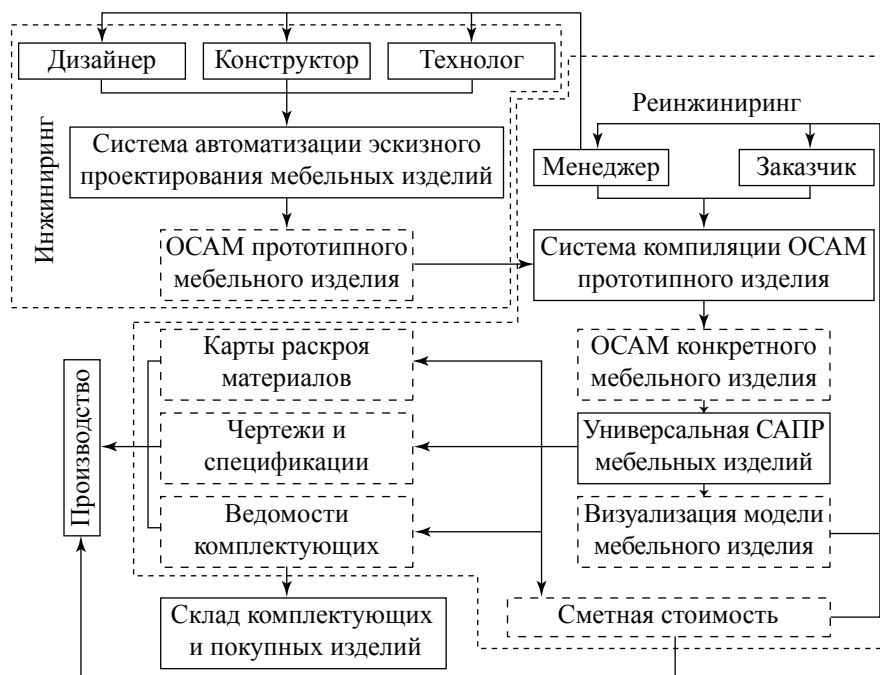 Дизайнер
Конструктор
Технолог
Инжиниринг
Система автоматизации эскизного
проектирования мебельных изделий
ОСАМ прототипного
мебельного изделия
Реинжиниринг
Менеджер
Заказчик
Система компиляции ОСАМ
прототипного изделия
ОСАМ конкретного
мебельного изделия
Универсальная САПР
мебельных изделий
Визуализация модели
мебельного изделия
Сметная стоимость
Карты раскроя
материалов
Чертежи и
спецификации
Ведомости
комплектующих
Производство
Склад комплектующих
и покупных изделий